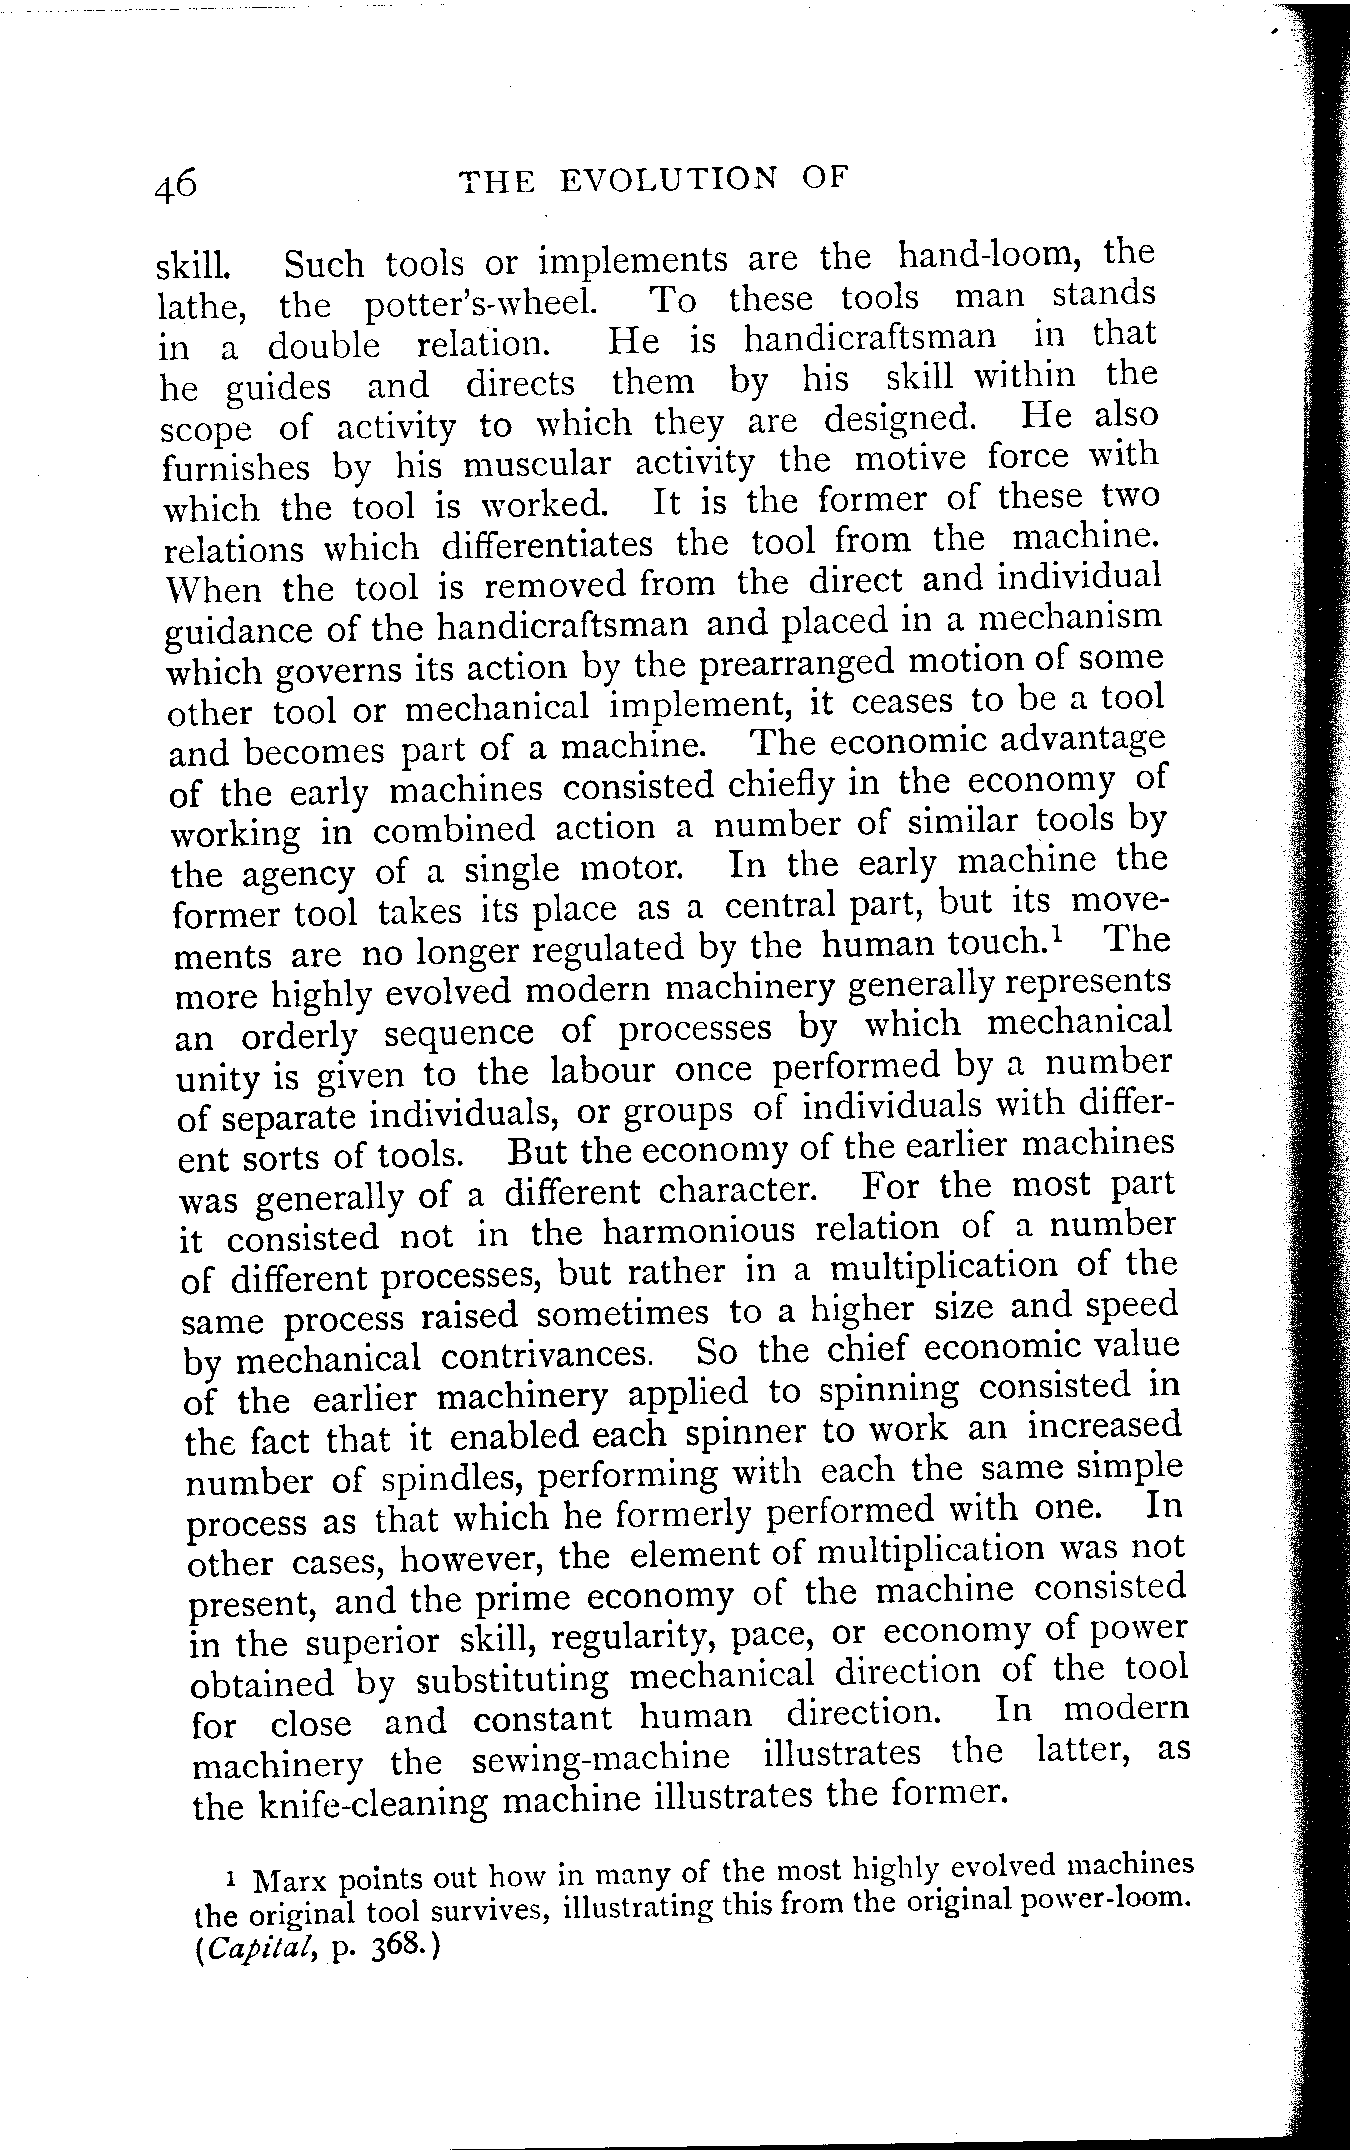 46 THE EVOLUTION OF
skill. Such tools or implements are the hand-loom, the
lathe, the potter's-wheel. To these tools man stands
in a double relation. He is handicraftsman in that
he guides and directs them by his skill within the
scope of activity to which they are designed. He also
furnishes by his muscular activity the motive force with
which the tool is worked. It is the former of these two
relations which differentiates the tool from the machine.
When the tool is removed from the direct and individual
guidance of the handicraftsman and placed in a mechanism
which governs its action by the prearranged motion of some
other tool or mechanical implement, it ceases to be a tool
and becomes part of a machine. The economic advantage
of the early machines consisted chiefly in the economy of
working in combined action a number of similar tools by
the agency of a single motor. In the early machine the
former tool takes its place as a central part, but its move-
ments are no longer regulated by the human touch.¹ The
more highly evolved modern machinery generally represents
an orderly sequence of processes by which mechanical
unity is given to the labour once performed by a number
of separate individuals, or groups of individuals with differ-
ent sorts of tools. But the economy of the earlier machines
was generally of a different character. For the most part
it consisted not in the harmonious relation of a number
of different processes, but rather in a multiplication of the
same process raised sometimes to a higher size and speed
by mechanical contrivances. So the chief economic value
of the earlier machinery applied to spinning consisted in
the fact that it enabled each spinner to work an increased
number of spindles, performing with each the same simple
process as that which he formerly performed with one. In
other cases, however, the element of multiplication was not
present, and the prime economy of the machine consisted
in the superior skill, regularity, pace, or economy of power
obtained by substituting mechanical direction of the tool
for close and constant human direction. In modern
machinery the sewing-machine illustrates the latter, as
the knife-cleaning machine illustrates the former.
¹ Marx points out how in many of the most highly evolved machines
the original tool survives, illustrating this from the original power-loom.
(Capital, p. 368.)